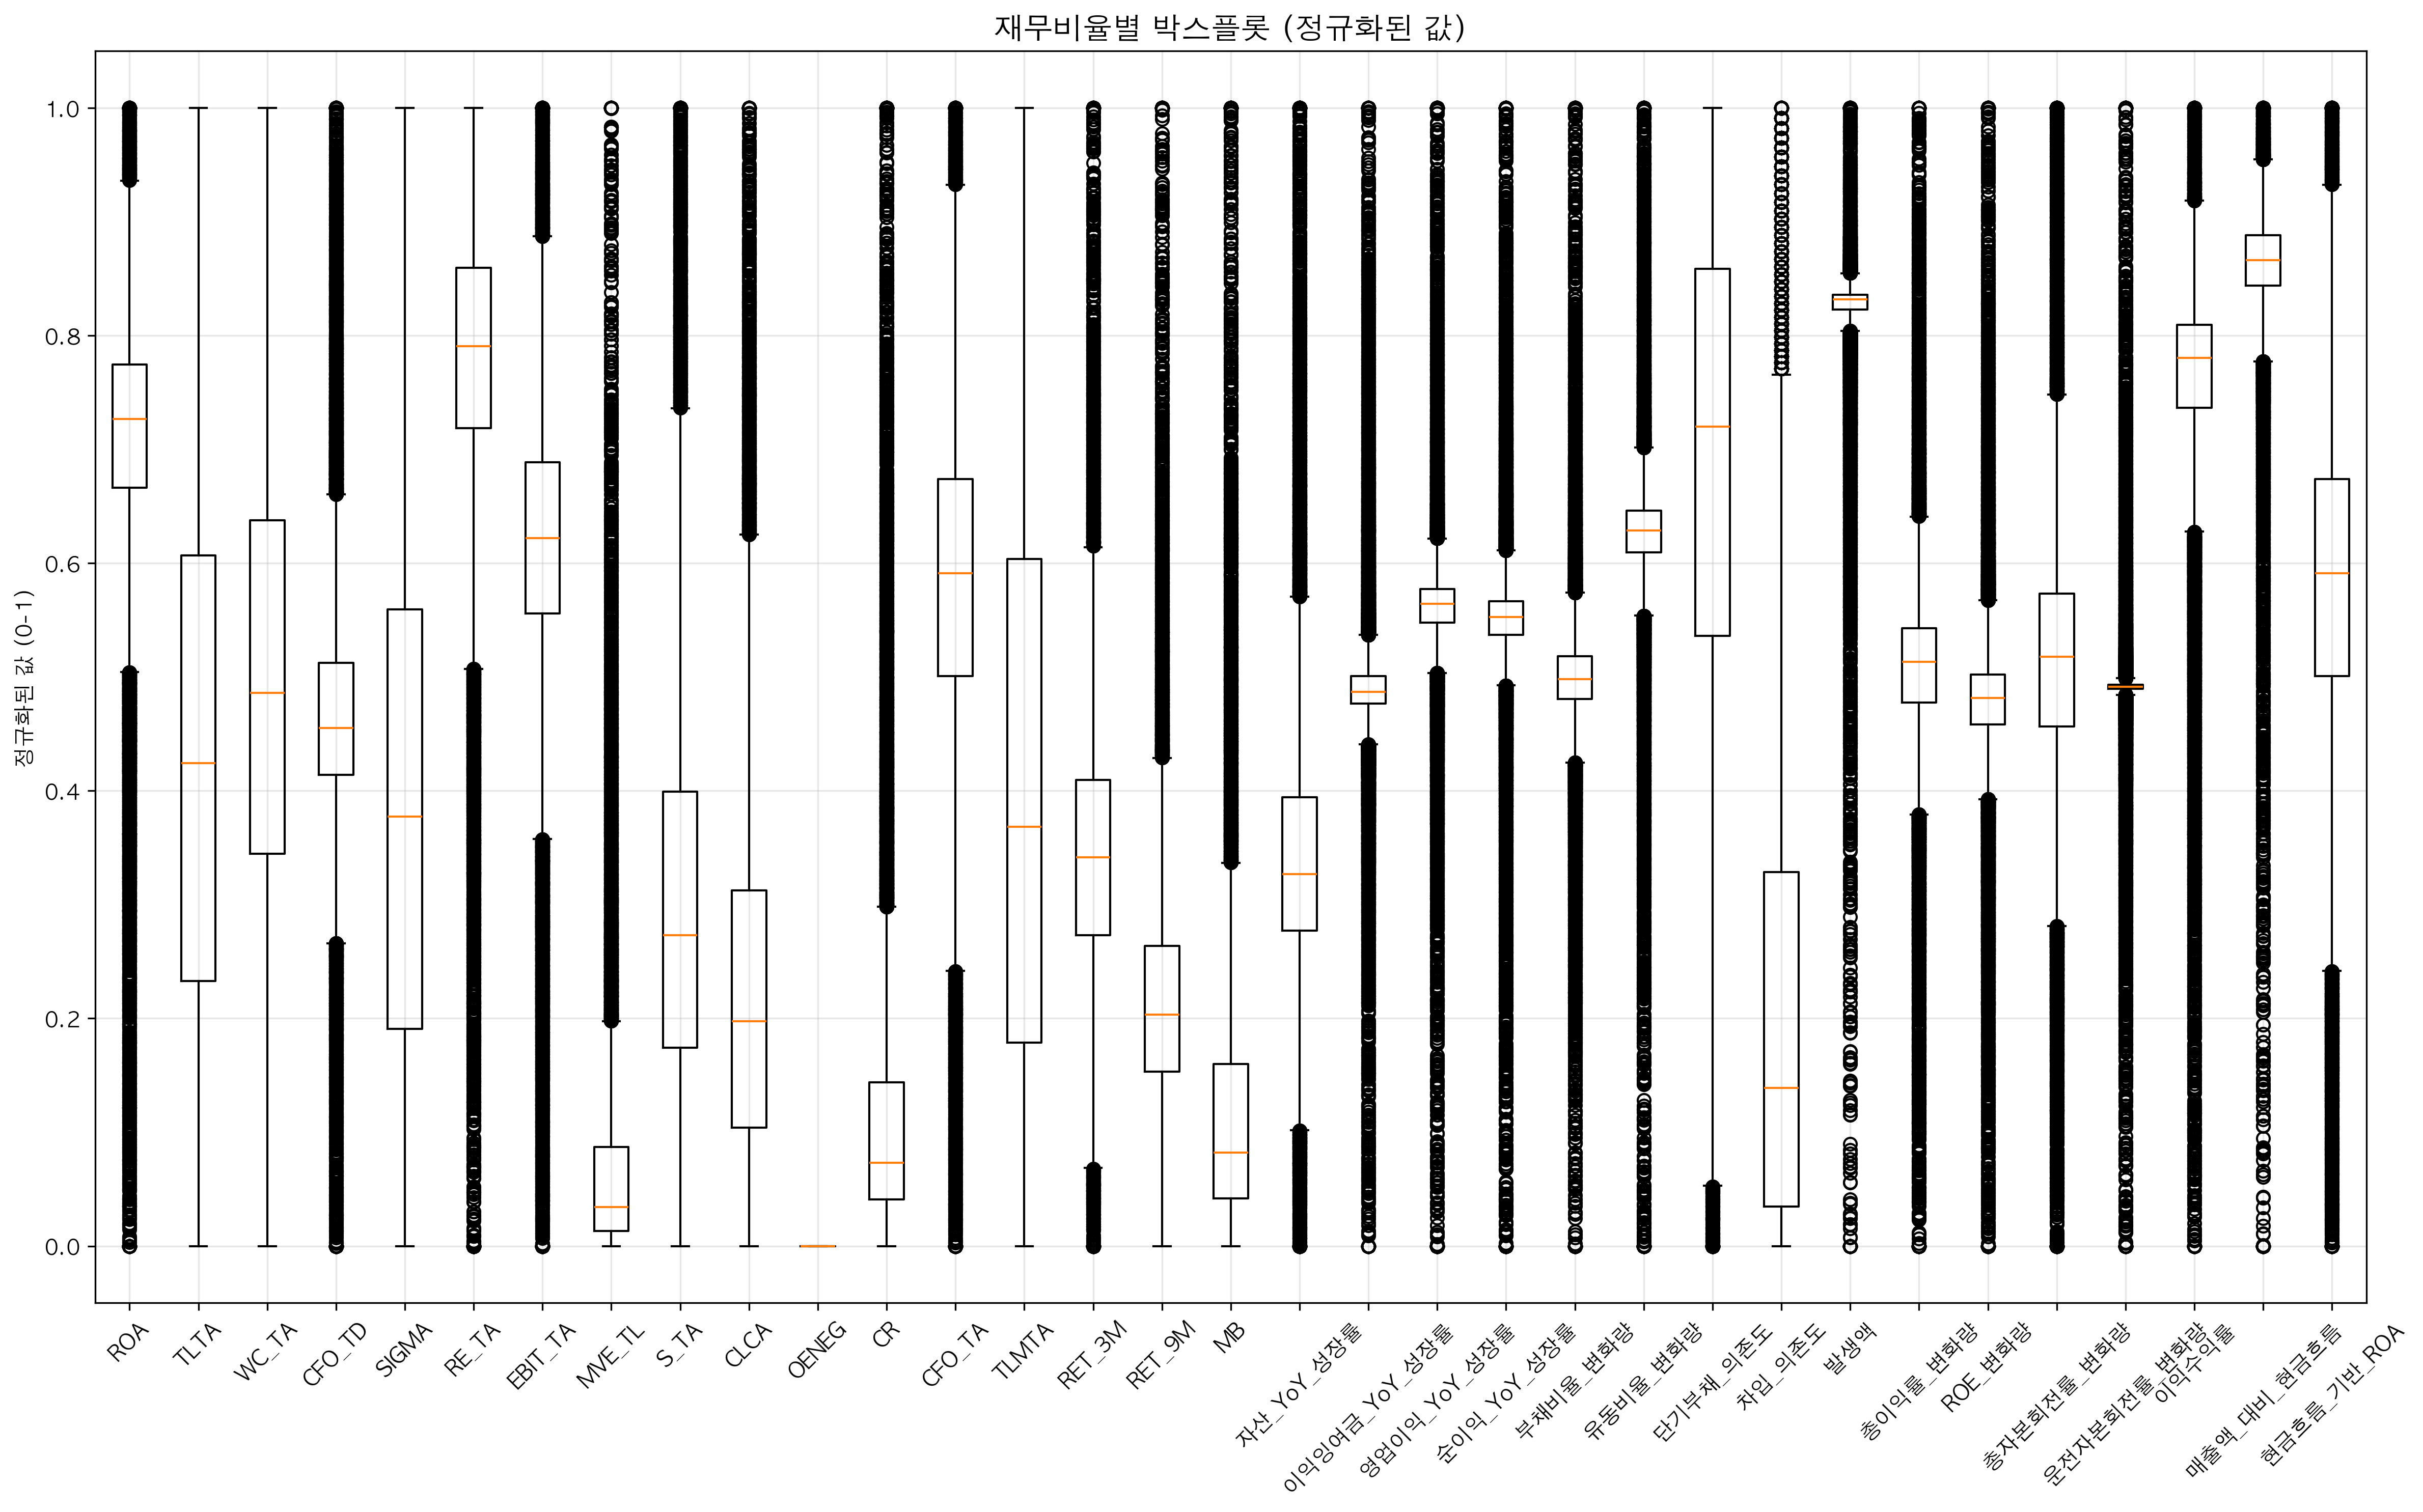 재무비율별 박스플롯 (정규화된 값)
정규화된 값 (0-1)
1.0
0.8
0.6
0.4
0.2
0.0
ROA
TLTA
WC_TA
CFO_TD
SIGMA
RE_TA
EBIT_TA
MVE_TL
S_TA
CLCA
OENEG
CR
CFO_TA
TLMTA
RET_3M
RET_9M
MB
자산_YoY_성장률
이익잉여금_YoY_성장률
영업이익_YoY_성장률
순이익_YoY_성장률
부채비율_변화량
유동비율_변화량
단기부채_의존도
차입_의존도
발생액
총이익률_변화량
ROE_변화량
총자본회전률_변화량
운전자본회전률_변화량
이익수익률
매출액_대비_현금흐름
현금흐름_기반_ROA